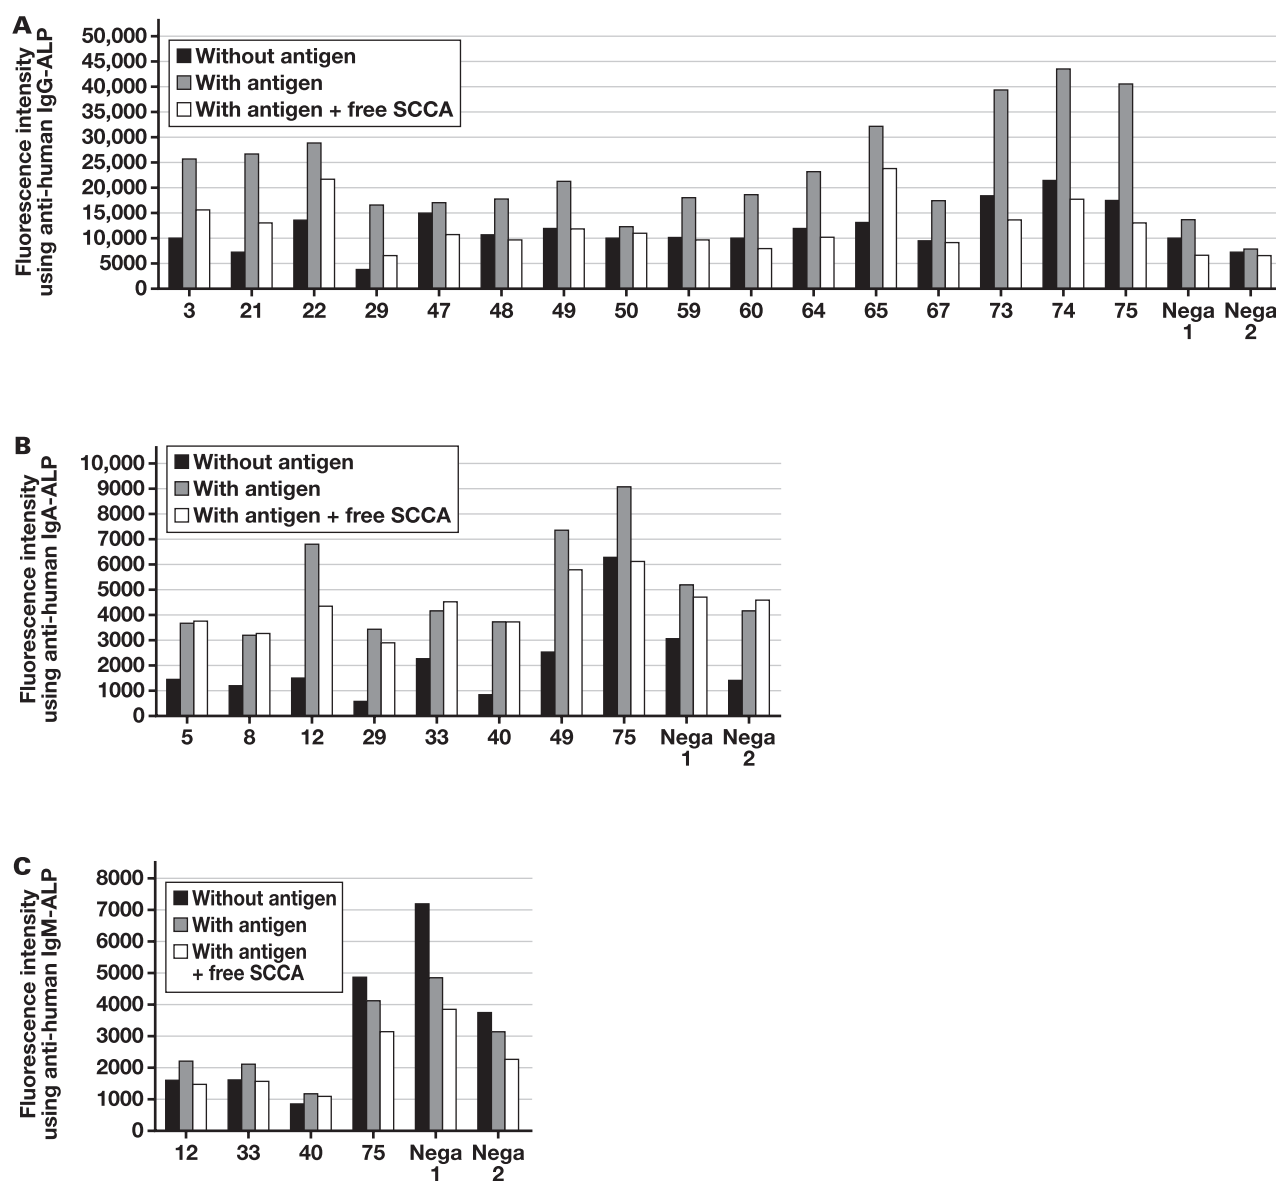 A
Fluorescence intensity
using anti-human IgG-ALP
50,000
45,000
40,000
35,000
30,000
25,000
20,000
15,000
10,000
5000
0
Without antigen
With antigen
With antigen + free SCCA
3 21 22 29 47 48 49 50 59 60 64 65 67 73 74 75 Nega Nega
1 2
B
Fluorescence intensity
using anti-human IgA-ALP
10,000
9000
8000
7000
6000
5000
4000
3000
2000
1000
0
Without antigen
With antigen
With antigen + free SCCA
5 8 12 29 33 40 49 75 Nega Nega
1 2
C
Fluorescence intensity
using anti-human IgM-ALP
8000
7000
6000
5000
4000
3000
2000
1000
0
Without antigen
With antigen
With antigen
+ free SCCA
12 33 40 75 Nega Nega
1 2